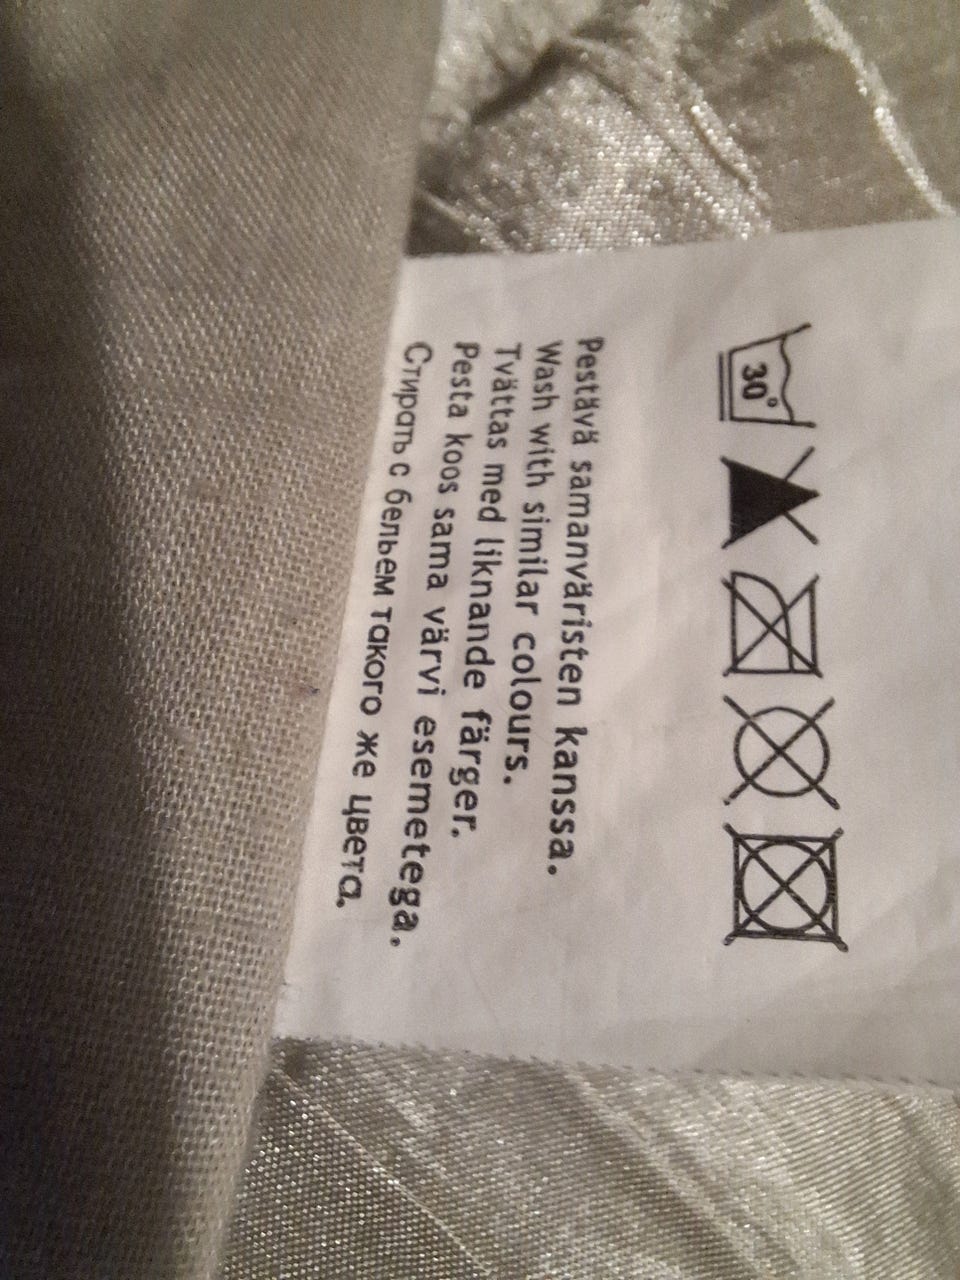 30°
Pestävä samanväristen kanssa.
Wash with similar colours.
Tvättas med liknande färger.
Pesta koos sama värvi esemetega.
Стирать с бельем такого же цвета.